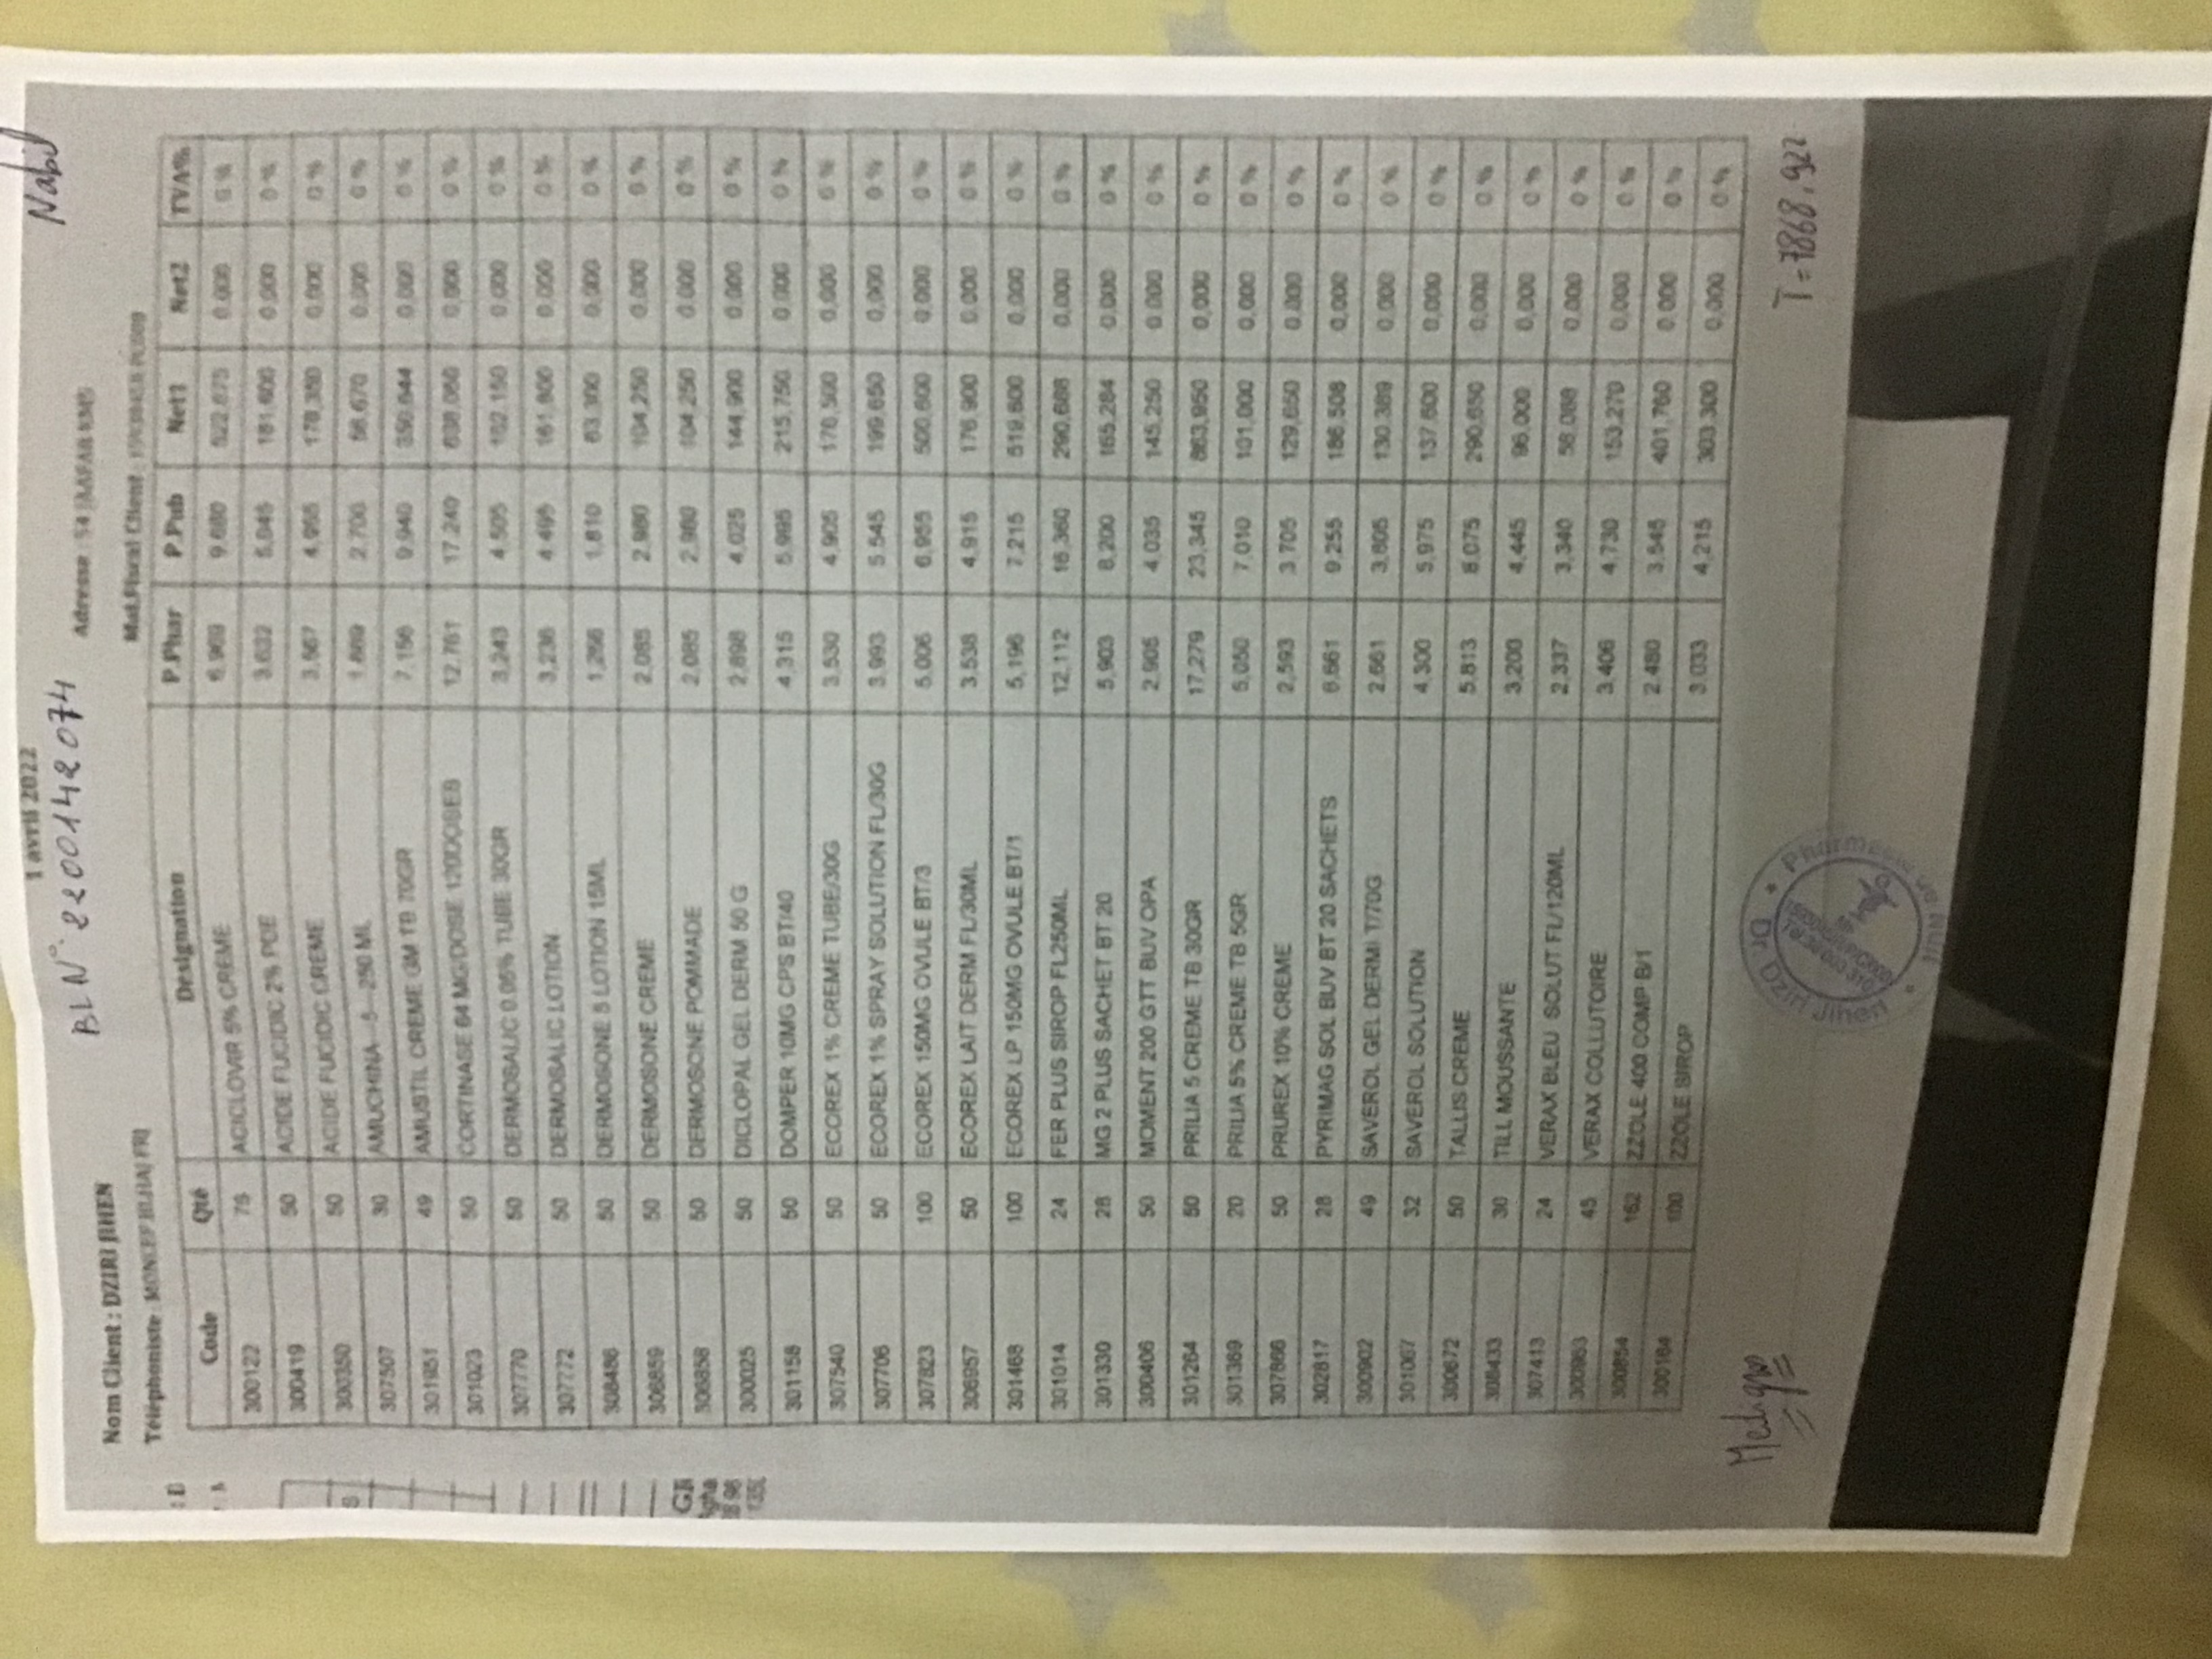 1 avril 2022
Nabil
BL N° 2200142074
Nom Client : DZIRI JIHEN Adresse
Téléphoniste : MONCEF Mat.Fiscal Client :
Code Qté Designation P.Phar P.Pub Net1 Net2 TVA%
300122 75 ACICLOVIR 5% CREME 6.969 9.680 522.675 0.000 0 %
300419 50 ACIDE FUCIDIC 2% PDE 3.632 5.045 181.600 0.000 0 %
300350 50 ACIDE FUCIDIC CREME 3.567 4.955 178.350 0.000 0 %
307507 30 AMUCHINA - 5 - 250 ML 1.889 2.700 56.670 0.000 0 %
301951 49 AMUSTIL CREME GM TB 70GR 7.156 9.940 350.644 0.000 0 %
301023 50 CORTINASE 64 MG/DOSE 120DOSES 12.761 17.240 638.050 0.000 0 %
307770 50 DERMOSALIC 0.05% TUBE 30GR 3,243 4.505 162.150 0.000 0 %
307772 50 DERMOSALIC LOTION 3,236 4.495 161.800 0.000 0 %
308486 50 DERMOSONE S LOTION 15ML 1,266 1,810 63.300 0.000 0 %
306859 50 DERMOSONE CREME 2.085 2.980 104.250 0.000 0 %
306858 50 DERMOSONE POMMADE 2,085 2,980 104.250 0.000 0 %
300025 50 DICLOPAL GEL DERM 50 G 2,898 4,025 144,900 0.000 0 %
301158 50 DOMPER 10MG CPS BT/40 4.315 5.995 215.750 0.000 0 %
307540 50 ECOREX 1% CREME TUBE/30G 3,530 4.905 176,500 0,000 0 %
307706 50 ECOREX 1% SPRAY SOLUTION FL/30G 3.993 5.545 199.650 0,000 0 %
307823 100 ECOREX 150MG OVULE BT/3 5.006 6.955 500.600 0.000 0 %
306957 50 ECOREX LAIT DERM FL/30ML 3.538 4.915 176.900 0.000 0 %
301468 100 ECOREX LP 150MG OVULE BT/1 5,196 7,215 519,600 0,000 0 %
301014 24 FER PLUS SIROP FL250ML 12,112 16,360 290,688 0,000 0 %
301330 28 MG 2 PLUS SACHET BT 20 5,903 8,200 165.284 0.000 0 %
300406 50 MOMENT 200 GTT BUV OPA 2.905 4,035 145,250 0.000 0 %
301264 50 PRILIA 5 CREME TB 30GR 17,279 23,345 863,950 0,000 0 %
301389 20 PRILIA 5% CREME TB 5GR 5,050 7,010 101,000 0.000 0 %
307866 50 PRUREX 10% CREME 2,593 3 705 129,650 0.000 0 %
302817 28 PYRIMAG SOL BUV BT 20 SACHETS 6,661 9.255 186,508 0,000 0 %
300902 49 SAVEROL GEL DERM T/70G 2,661 3,805 130 389 0.000 0 %
301067 32 SAVEROL SOLUTION 4,300 5,975 137,600 0,000 0 %
300672 50 TALLIS CREME 5.813 8.075 290,650 0,000 0 %
308433 30 TILL MOUSSANTE 3,200 4,445 96,000 0,000 0 %
307413 24 VERAX BLEU SOLUT FL/120ML 2,337 3,340 56,088 0,000 0 %
300963 45 VERAX COLLUTOIRE 3.406 4,730 153,270 0,000 0 %
300854 162 ZZOLE 400 COMP B/1 2.480 3,545 401,760 0.000 0 %
300164 100 ZZOLE SIROP 3 033 4,215 303 300 0.000 0 %
T = 7868,922
Dr. DZIRI Jihen
Pharmacie de Nuit